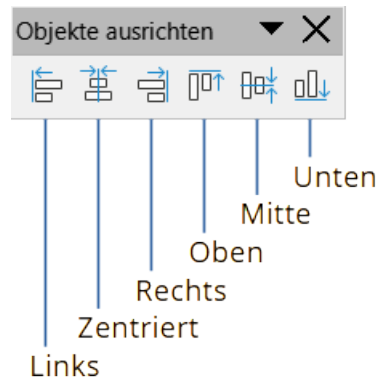 Objekte ausrichten
Unten
Mitte
Oben
Rechts
Zentriert
Links